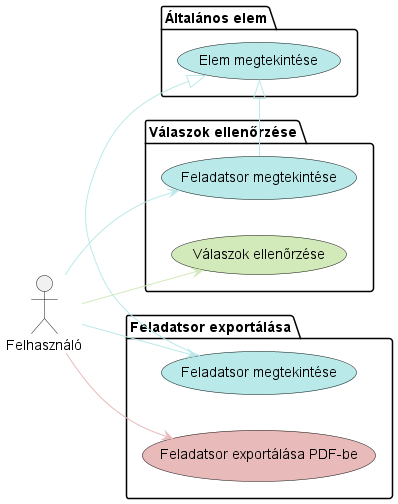 Általános elem
Elem megtekintése
Válaszok ellenőrzése
Feladatsor megtekintése
Válaszok ellenőrzése
Felhasználó
Feladatsor exportálása
Feladatsor megtekintése
Feladatsor exportálása PDF-be